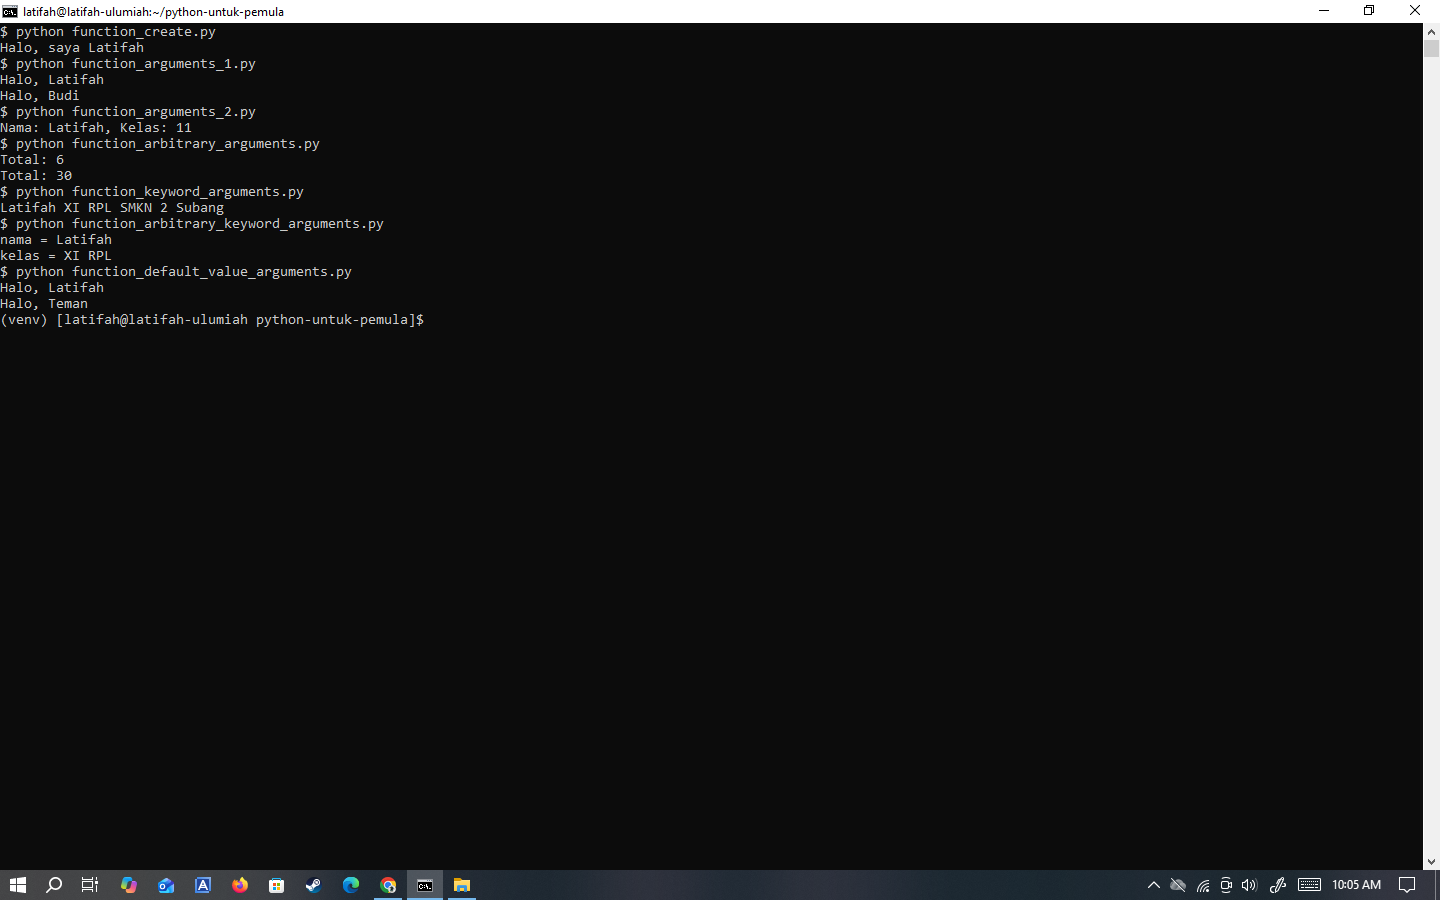 latifah@latifah-ulumiah:~/python-untuk-pemula
$ python function_create.py
Halo, saya Latifah
$ python function_arguments_1.py
Halo, Latifah
Halo, Budi
$ python function_arguments_2.py
Nama: Latifah, Kelas: 11
$ python function_arbitrary_arguments.py
Total: 6
Total: 30
$ python function_keyword_arguments.py
Latifah XI RPL SMKN 2 Subang
$ python function_arbitrary_keyword_arguments.py
nama = Latifah
kelas = XI RPL
$ python function_default_value_arguments.py
Halo, Latifah
Halo, Teman
(venv) [latifah@latifah-ulumiah python-untuk-pemula]$
10:05 AM